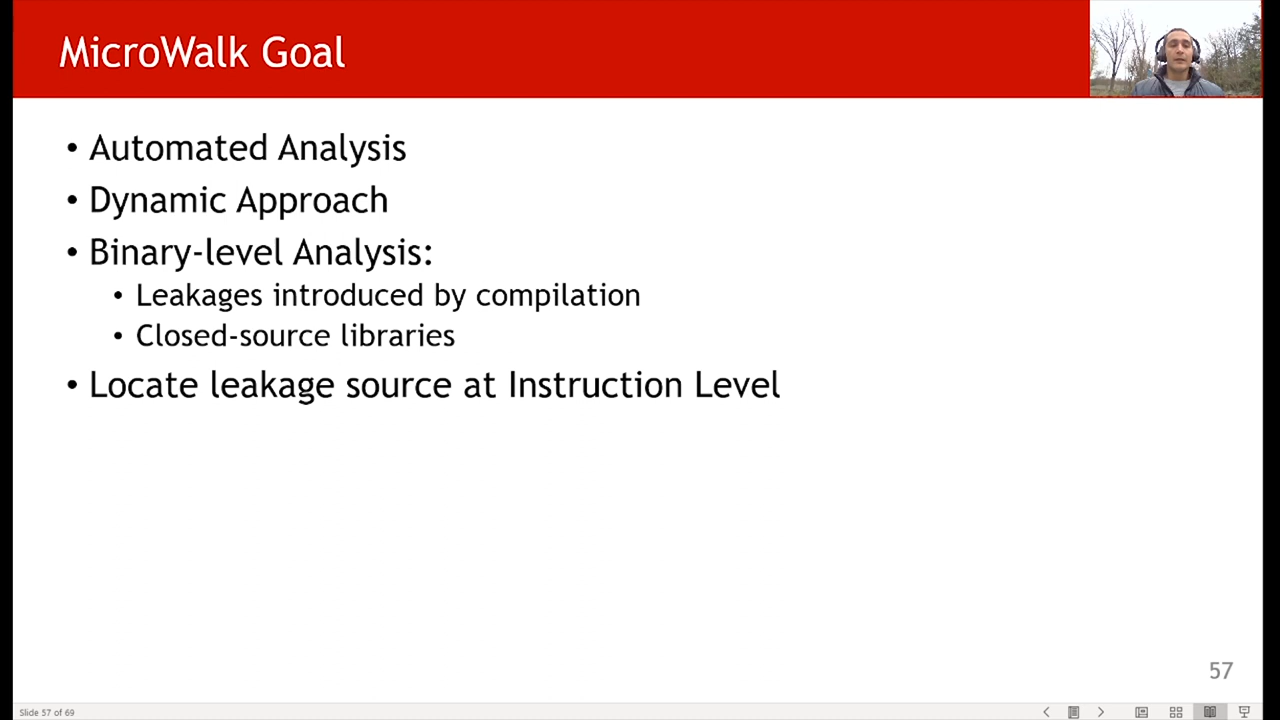 MicroWalk Goal
• Automated Analysis
• Dynamic Approach
• Binary-level Analysis:
• Leakages introduced by compilation
• Closed-source libraries
• Locate leakage source at Instruction Level
57
Slide 57 of 69